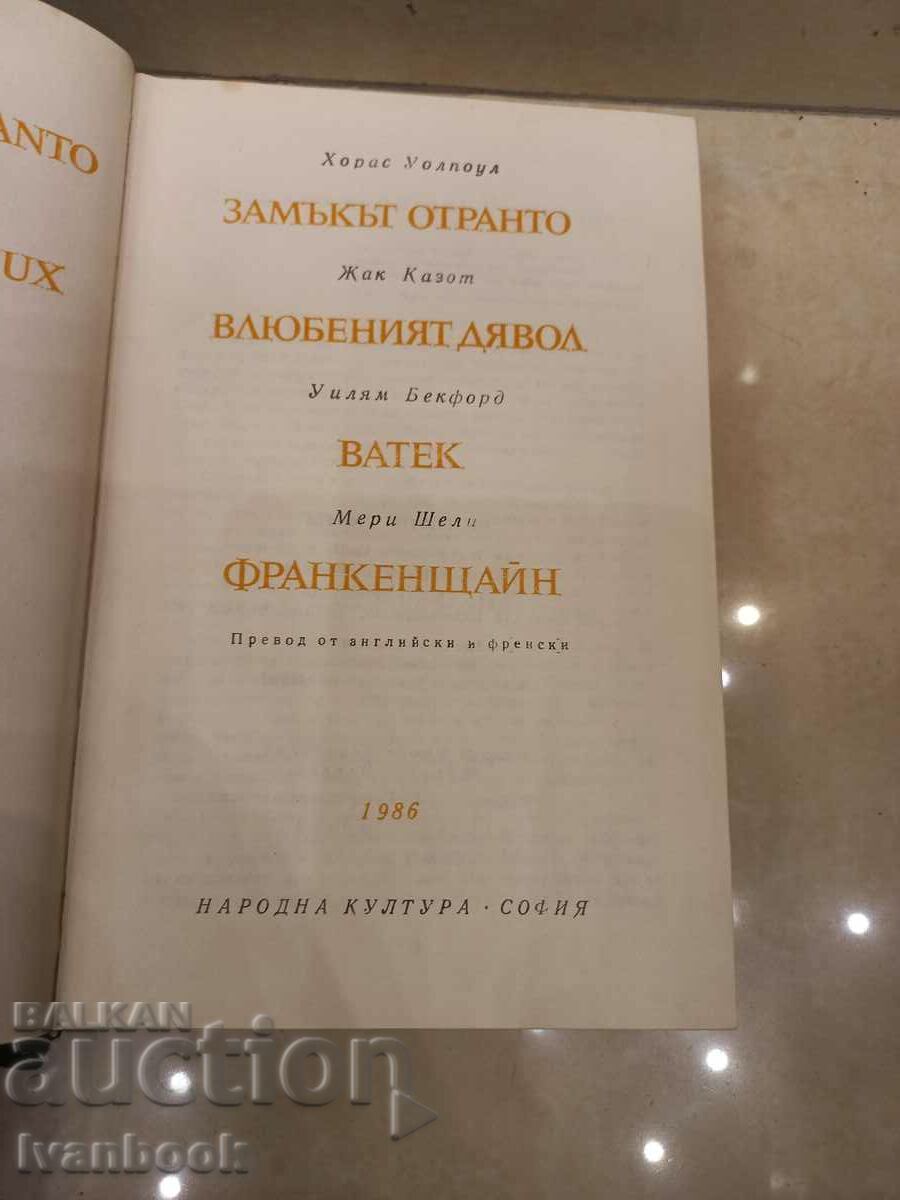 ANTO
UX
Хорас Уолпоул
ЗАМЪКЪТ ОТРАНТО
Жак Казот
ВЛЮБЕНИЯТ ДЯВОЛ
Уилям Бекфорд
ВАТЕК
Мери Шели
ФРАНКЕНЩАЙН
Превод от английски и френски
1986
НАРОДНА КУЛТУРА · СОФИЯ
BALKAN
auction
Ivanbook